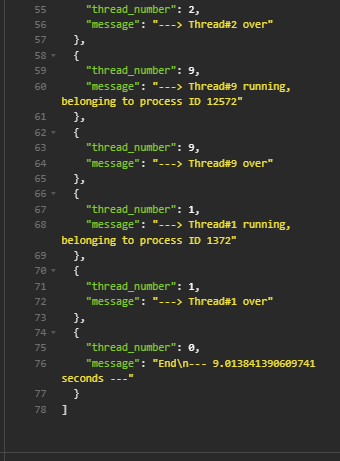 55 "thread_number": 2,
56 "message": "---> Thread#2 over"
57 },
58 {
59 "thread_number": 9,
60 "message": "---> Thread#9 running,
belonging to process ID 12572"
61 },
62 {
63 "thread_number": 9,
64 "message": "---> Thread#9 over"
65 },
66 {
67 "thread_number": 1,
68 "message": "---> Thread#1 running,
belonging to process ID 1372"
69 },
70 {
71 "thread_number": 1,
72 "message": "---> Thread#1 over"
73 },
74 {
75 "thread_number": 0,
76 "message": "End\n--- 9.013841390609741
seconds ---"
77 }
78 ]